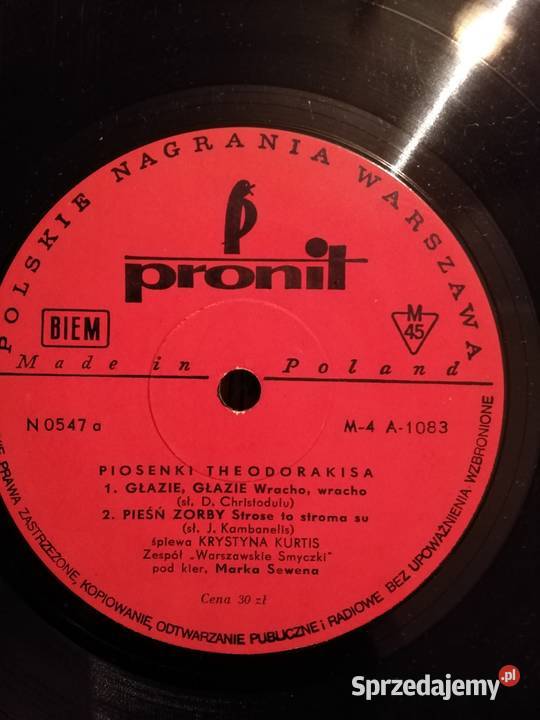 POLSKIE NAGRANIA WARSZAWA
pronit
BIEM
M
45
Made in Poland
N 0547 a
M-4 A-1083
PIOSENKI THEODORAKISA
1. GŁAZIE, GŁAZIE Wracho, wracho
(sł. D. Christodulu)
2. PIEŚŃ ZORBY Strose to stroma su
(sł. J. Kambanelis)
śpiewa KRYSTYNA KURTIS
Zespół „Warszawskie Smyczki"
pod kier. Marka Sewena
Cena 30 zł
PRAWA ZASTRZEŻONE, KOPIOWANIE, ODTWARZANIE PUBLICZNE i RADIOWE BEZ UPOWAŻNIENIA WZBRONIONE
Sprzedajemy.pl